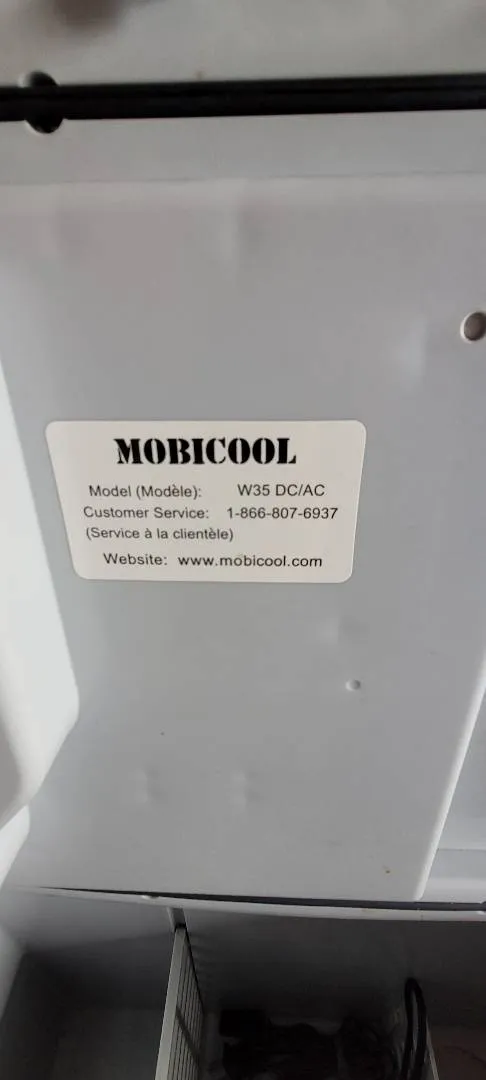 MOBICOOL
Model (Modèle): W35 DC/AC
Customer Service: 1-866-807-6937
(Service à la clientèle)
Website: www.mobicool.com